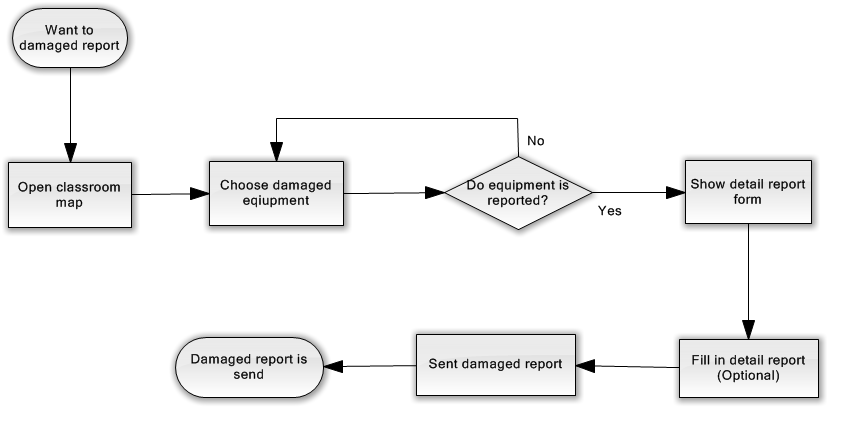 Want to
damaged report
No
Open classroom
map
Choose damaged
eqiupment
Do equipment is
reported?
Yes
Show detail report
form
Damaged report is
send
Sent damaged report
Fill in detail report
(Optional)